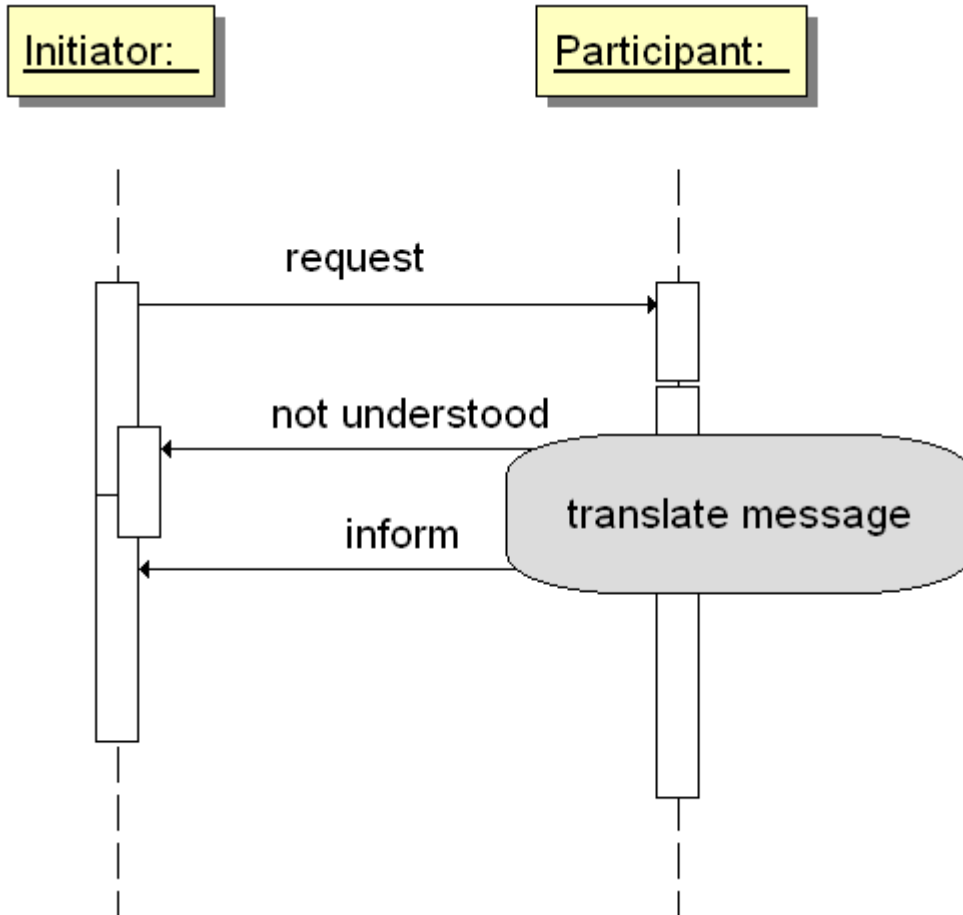 Initiator:
Participant:
request
not understood
translate message
inform